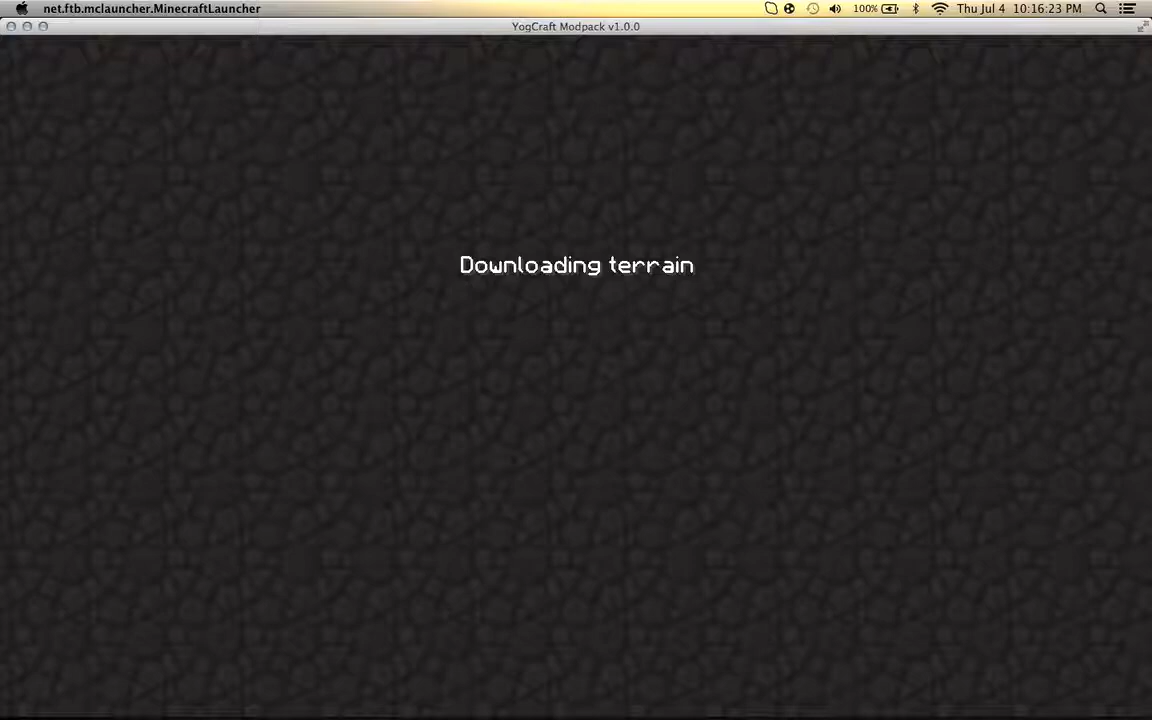 net.ftb.mclauncher.MinecraftLauncher 100% Thu Jul 4 10:16:23 PM
YogCraft Modpack v1.0.0
Downloading terrain